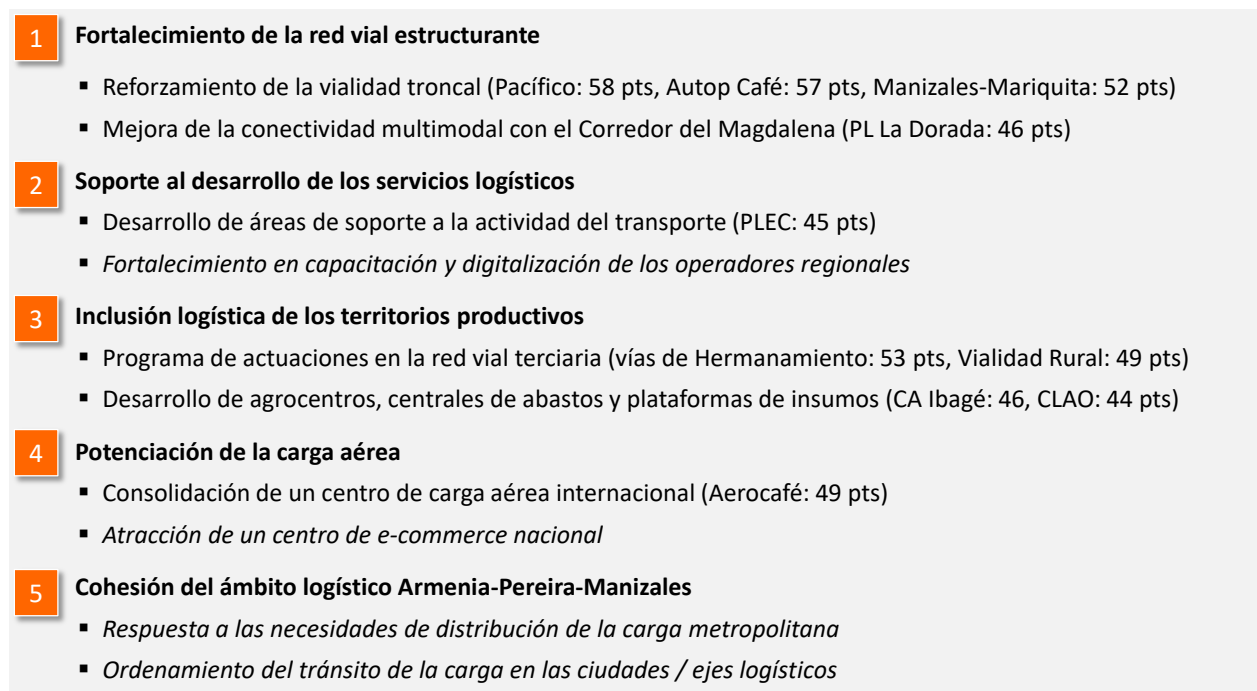 1 Fortalecimiento de la red vial estructurante
▪ Reforzamiento de la vialidad troncal (Pacífico: 58 pts, Autop Café: 57 pts, Manizales-Mariquita: 52 pts)
▪ Mejora de la conectividad multimodal con el Corredor del Magdalena (PL La Dorada: 46 pts)
2 Soporte al desarrollo de los servicios logísticos
▪ Desarrollo de áreas de soporte a la actividad del transporte (PLEC: 45 pts)
▪ Fortalecimiento en capacitación y digitalización de los operadores regionales
3 Inclusión logística de los territorios productivos
▪ Programa de actuaciones en la red vial terciaria (vías de Hermanamiento: 53 pts, Vialidad Rural: 49 pts)
▪ Desarrollo de agrocentros, centrales de abastos y plataformas de insumos (CA Ibagé: 46, CLAO: 44 pts)
4 Potenciación de la carga aérea
▪ Consolidación de un centro de carga aérea internacional (Aerocafé: 49 pts)
▪ Atracción de un centro de e-commerce nacional
5 Cohesión del ámbito logístico Armenia-Pereira-Manizales
▪ Respuesta a las necesidades de distribución de la carga metropolitana
▪ Ordenamiento del tránsito de la carga en las ciudades / ejes logísticos